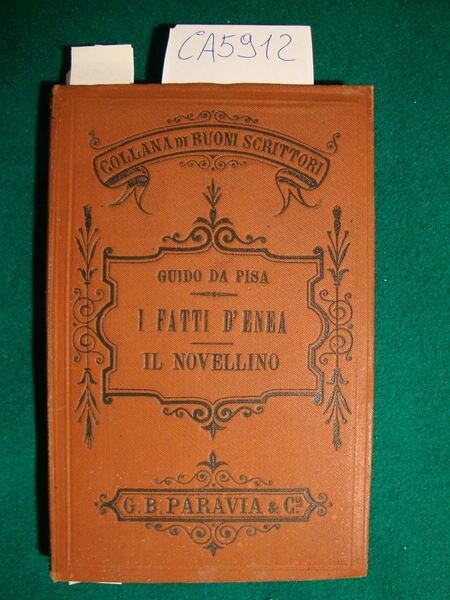 CA5912
COLLANA DI BUONI SCRITTORI
GUIDO DA PISA
I FATTI D'ENEA
IL NOVELLINO
G. B. PARAVIA & C.IA